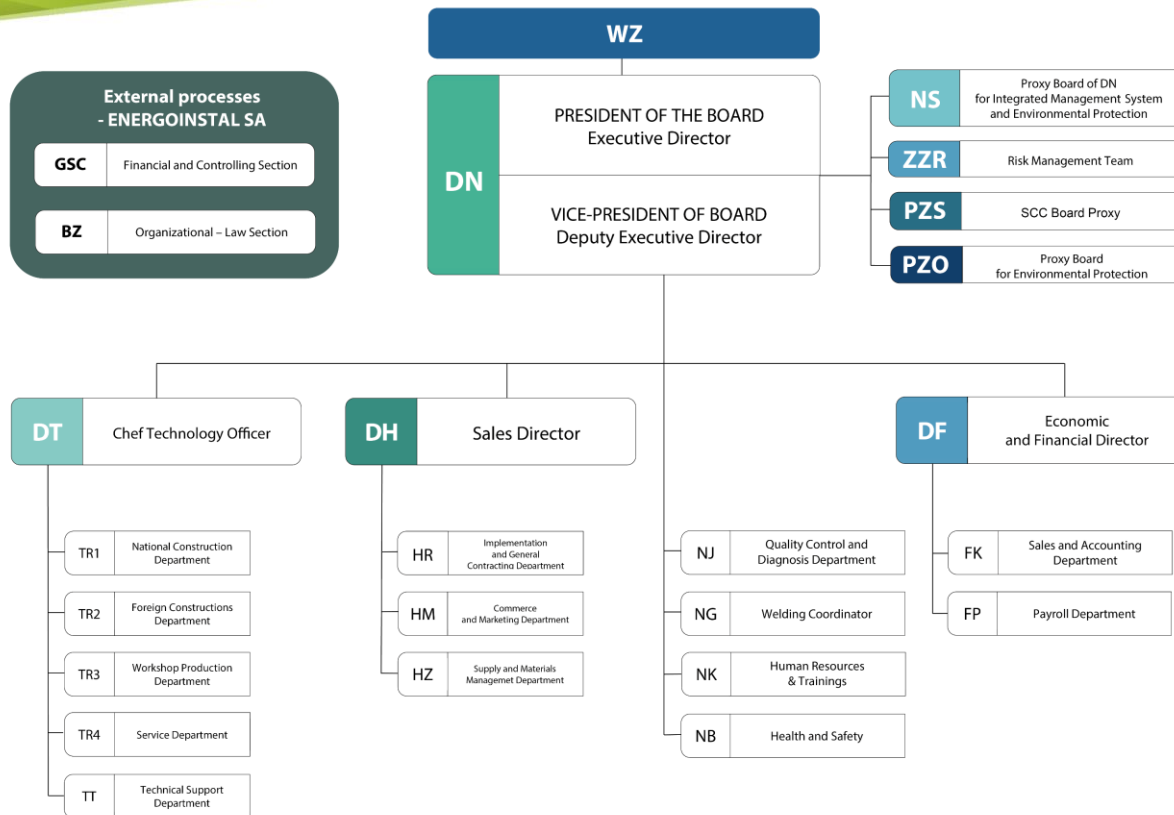 WZ
External processes
- ENERGOINSTAL SA
GSC
Financial and Controlling Section
BZ
Organizational – Law Section
DN
PRESIDENT OF THE BOARD
Executive Director
VICE-PRESIDENT OF BOARD
Deputy Executive Director
NS
Proxy Board of DN
for Integrated Management System
and Environmental Protection
ZZR
Risk Management Team
PZS
SCC Board Proxy
PZO
Proxy Board
for Environmental Protection
DT
Chef Technology Officer
TR1
National Construction
Department
TR2
Foreign Constructions
Department
TR3
Workshop Production
Department
TR4
Service Department
TT
Technical Support
Department
DH
Sales Director
HR
Implementation
and General
Contracting Department
HM
Commerce
and Marketing Department
HZ
Supply and Materials
Managemet Department
NJ
Quality Control and
Diagnosis Department
NG
Welding Coordinator
NK
Human Resources
& Trainings
NB
Health and Safety
DF
Economic
and Financial Director
FK
Sales and Accounting
Department
FP
Payroll Department